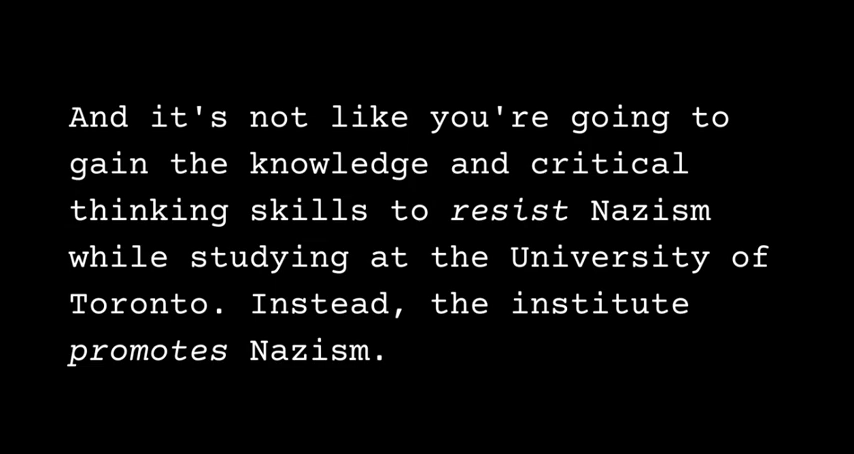 And it's not like you're going to
gain the knowledge and critical
thinking skills to resist Nazism
while studying at the University of
Toronto. Instead, the institute
promotes Nazism.